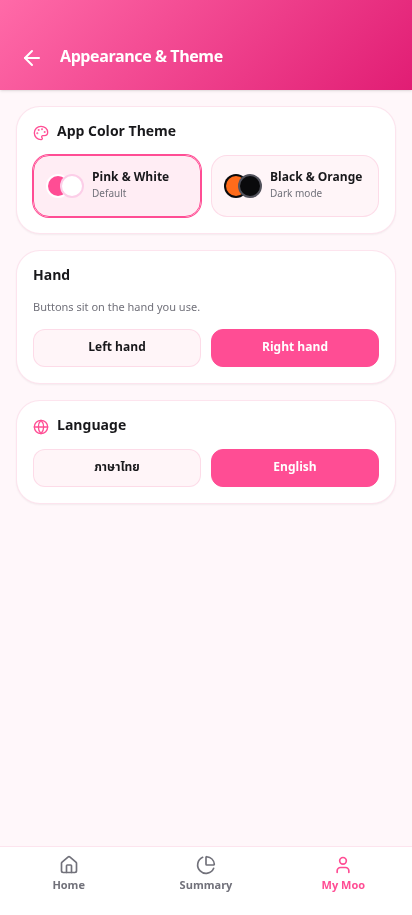 Appearance & Theme
App Color Theme
Pink & White
Default
Black & Orange
Dark mode
Hand
Buttons sit on the hand you use.
Left hand
Right hand
Language
ภาษาไทย
English
Home
Summary
My Moo